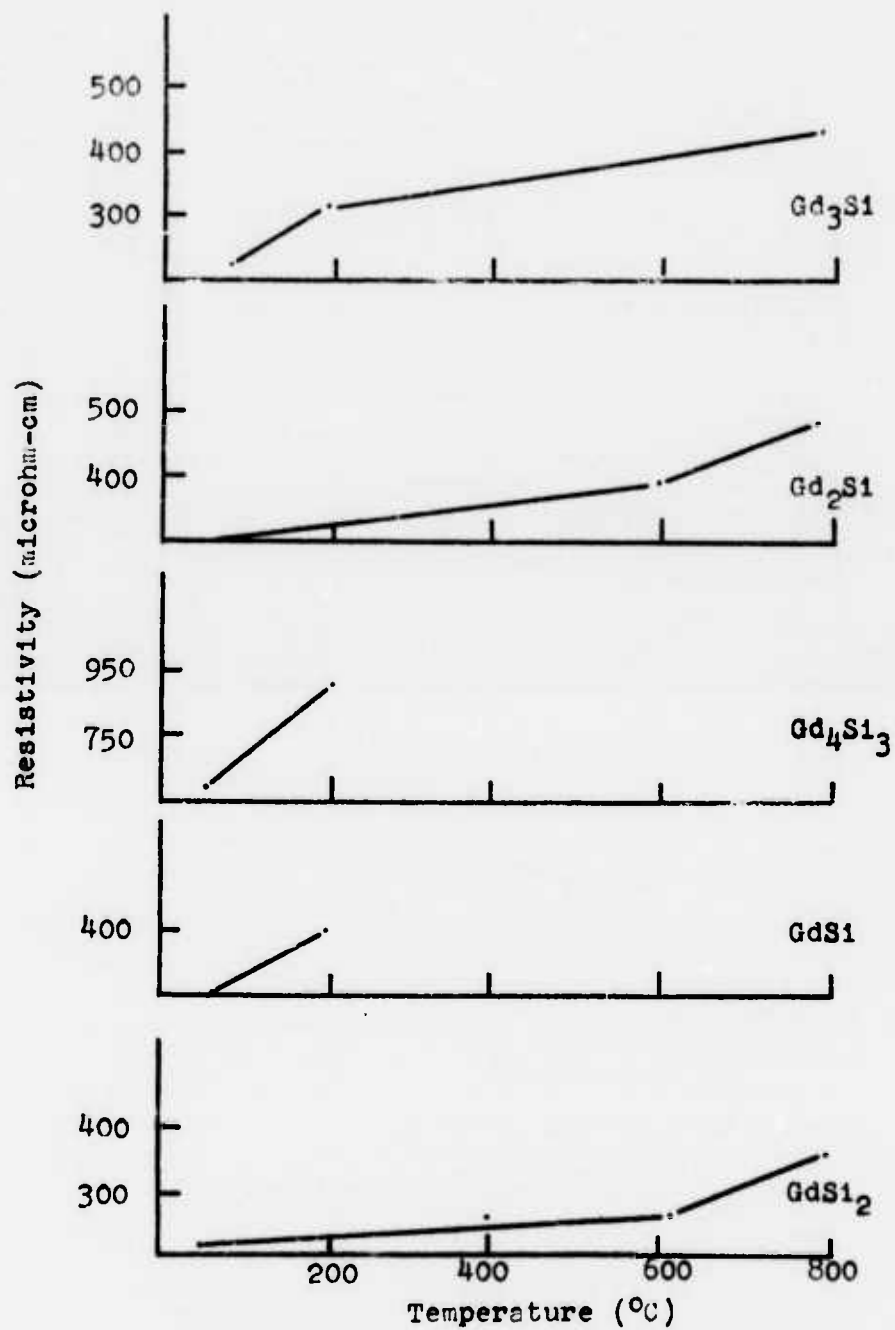 500
400
300
Gd₃Si
500
400
Gd₂Si
Resistivity (microhm-cm)
950
750
Gd₄Si₃
400
GdSi
400
300
GdSi₂
200 400 600 800
Temperature (°C)